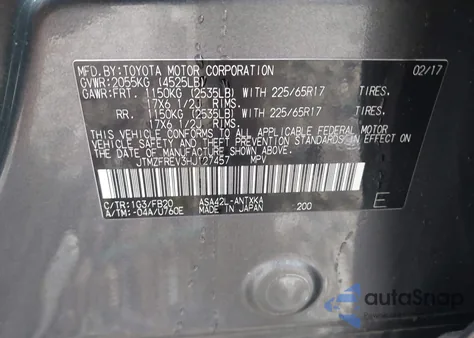 MFD.BY:TOYOTA MOTOR CORPORATION 02/17
GVWR:2055KG (4525LB)
GAWR:FRT. 1150KG (2535LB) WITH 225/65R17 TIRES,
17X6 1/2J RIMS.
RR. 1150KG (2535LB) WITH 225/65R17 TIRES,
17X6 1/2J RIMS.
THIS VEHICLE CONFORMS TO ALL APPLICABLE FEDERAL MOTOR
VEHICLE SAFETY AND THEFT PREVENTION STANDARDS IN
EFFECT ON THE DATE OF MANUFACTURE SHOWN ABOVE.
JTMZFREV3HJ127457 MPV
C/TR:1G3/FB20 ASA42L-ANTXKA
A/TM:-04A/U760E MADE IN JAPAN 200 E
autoSnap